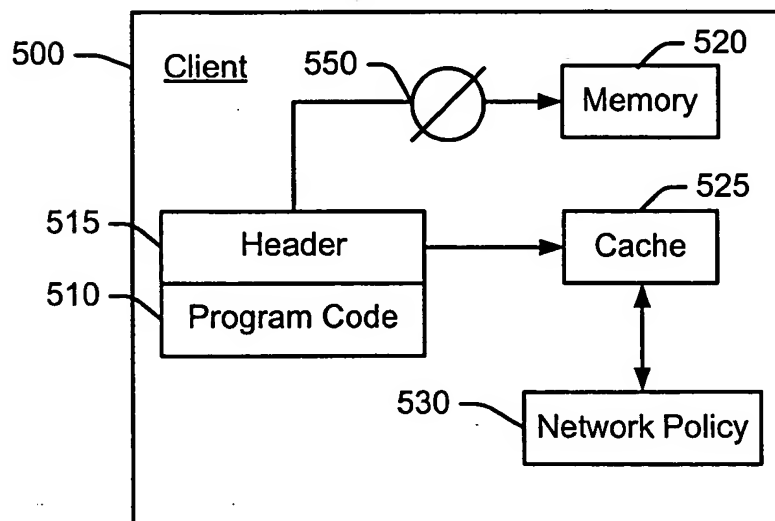 500
Client
550
520
Memory
525
515
Header
Cache
510
Program Code
530
Network Policy